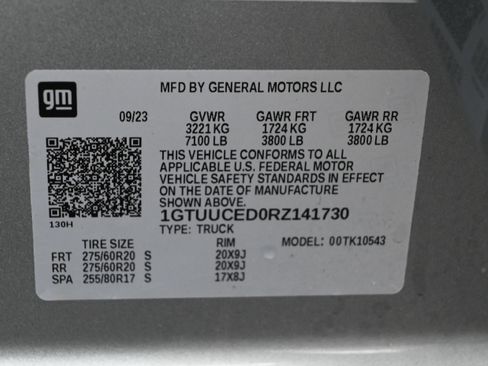 gm
MFD BY GENERAL MOTORS LLC
09/23 GVWR GAWR FRT GAWR RR
3221 KG 1724 KG 1724 KG
7100 LB 3800 LB 3800 LB
THIS VEHICLE CONFORMS TO ALL
APPLICABLE U.S. FEDERAL MOTOR
VEHICLE SAFETY STANDARDS IN EFFECT
ON THE DATE OF MANUFACTURE
SHOWN ABOVE.
130H
1GTUUCED0RZ141730
TYPE: TRUCK MODEL: 00TK10543
TIRE SIZE RIM
FRT 275/60R20 S 20X9J
RR 275/60R20 S 20X9J
SPA 255/80R17 S 17X8J